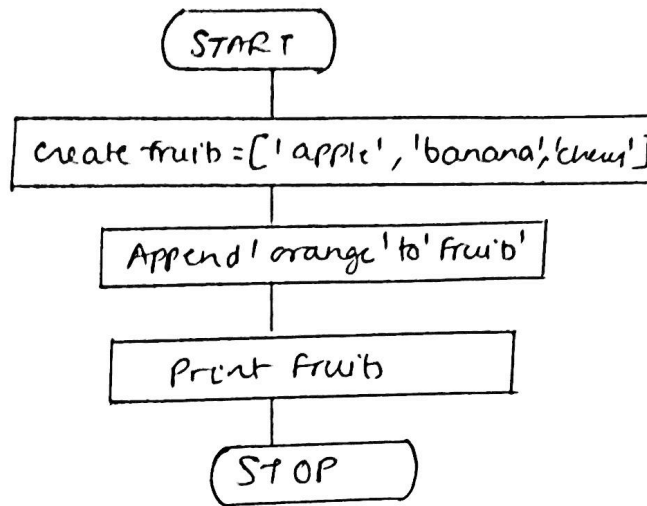 START
Create fruits = ['apple', 'banana', 'cherry']
Append 'orange' to 'fruits'
Print fruits
STOP